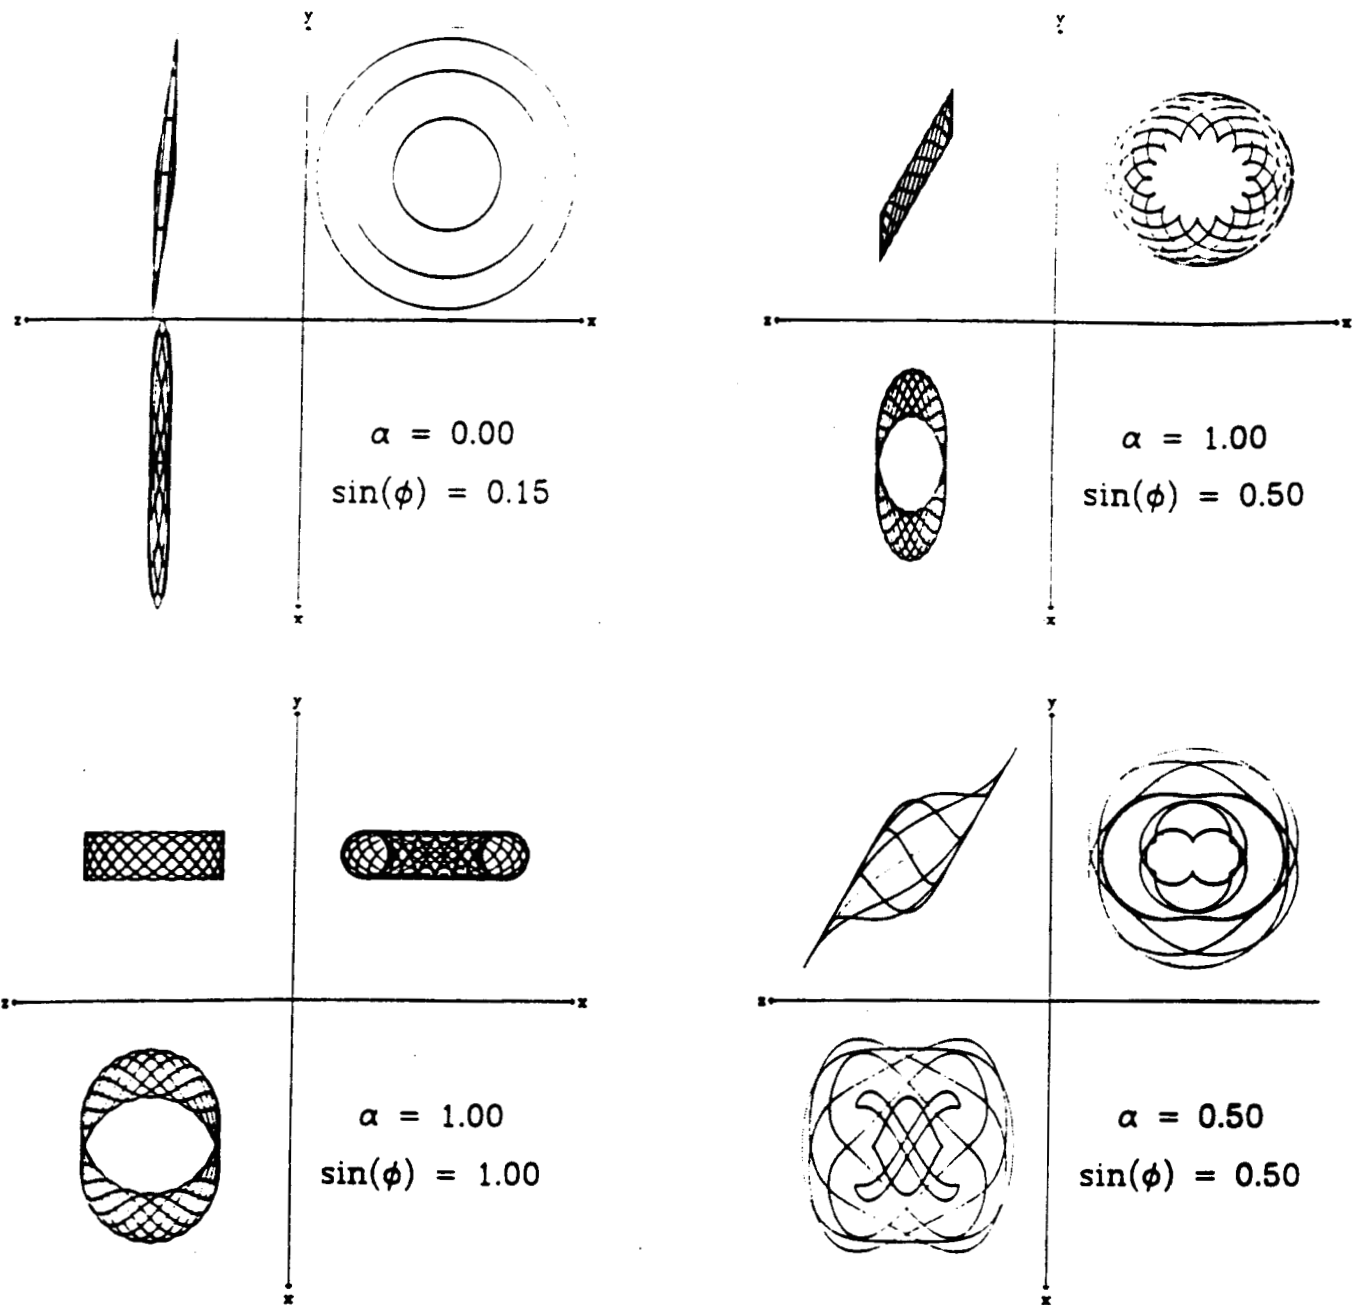 y
y
z
x
z
x
α = 0.00
sin(ϕ) = 0.15
α = 1.00
sin(ϕ) = 0.50
x
x
y
y
z
x
z
α = 1.00
sin(ϕ) = 1.00
α = 0.50
sin(ϕ) = 0.50
x
x